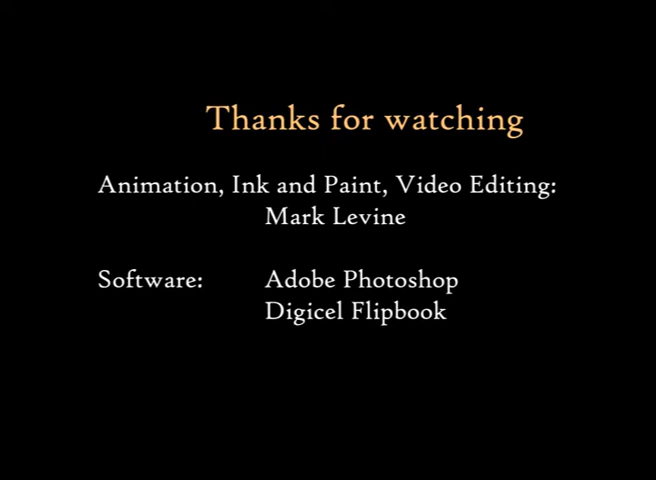 Thanks for watching
Animation, Ink and Paint, Video Editing:
Mark Levine
Software: Adobe Photoshop
Digicel Flipbook